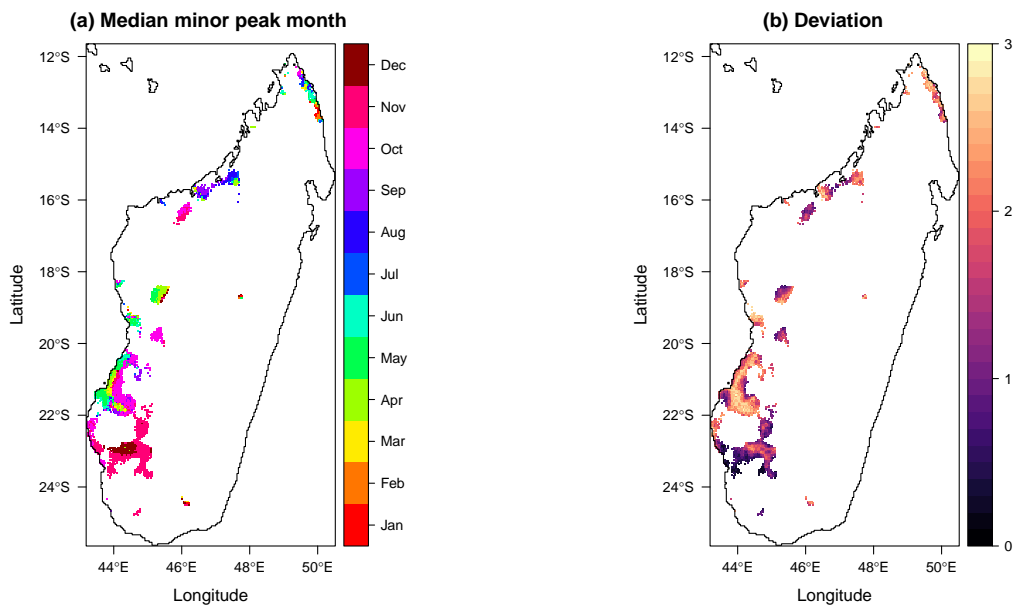 (a) Median minor peak month
12°S
14°S
16°S
18°S
20°S
22°S
24°S
Latitude
44°E
46°E
48°E
50°E
Longitude
Dec
Nov
Oct
Sep
Aug
Jul
Jun
May
Apr
Mar
Feb
Jan
(b) Deviation
12°S
14°S
16°S
18°S
20°S
22°S
24°S
Latitude
44°E
46°E
48°E
50°E
Longitude
3
2
1
0